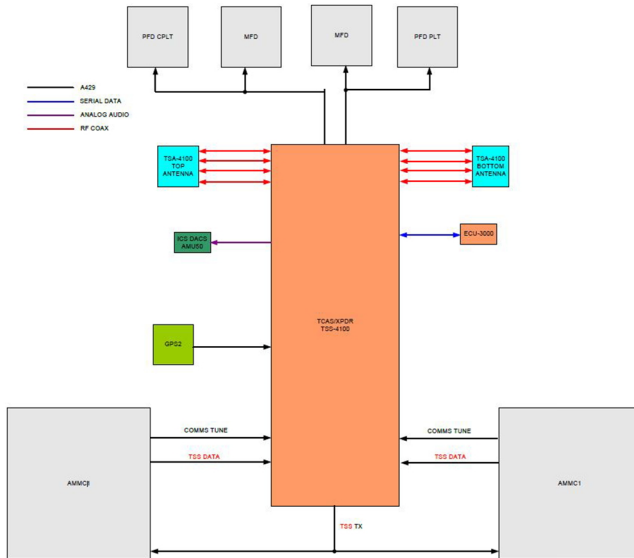 PFD CPLT
MFD
MFD
PFD PLT
A429
SERIAL DATA
ANALOG AUDIO
RF COAX
TSA-4100
TOP
ANTENNA
TSA-4100
BOTTOM
ANTENNA
ICS DACS
AMU50
ECU-3000
TCAS/XPDR
TSS-4100
GPS2
COMMS TUNE
COMMS TUNE
TSS DATA
TSS DATA
AMMCβ
AMMC1
TSS TX